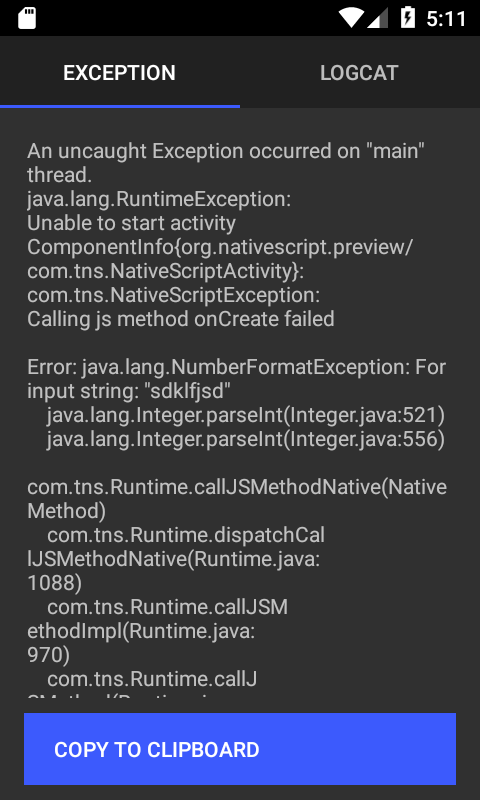 5:11
EXCEPTION
LOGCAT
An uncaught Exception occurred on "main"
thread.
java.lang.RuntimeException:
Unable to start activity
ComponentInfo{org.nativescript.preview/
com.tns.NativeScriptActivity}:
com.tns.NativeScriptException:
Calling js method onCreate failed
Error: java.lang.NumberFormatException: For
input string: "sdklfjsd"
java.lang.Integer.parseInt(Integer.java:521)
java.lang.Integer.parseInt(Integer.java:556)
com.tns.Runtime.callJSMethodNative(Native
Method)
com.tns.Runtime.dispatchCal
lJSMethodNative(Runtime.java:
1088)
com.tns.Runtime.callJSM
ethodImpl(Runtime.java:
970)
com.tns.Runtime.callJ
COPY TO CLIPBOARD